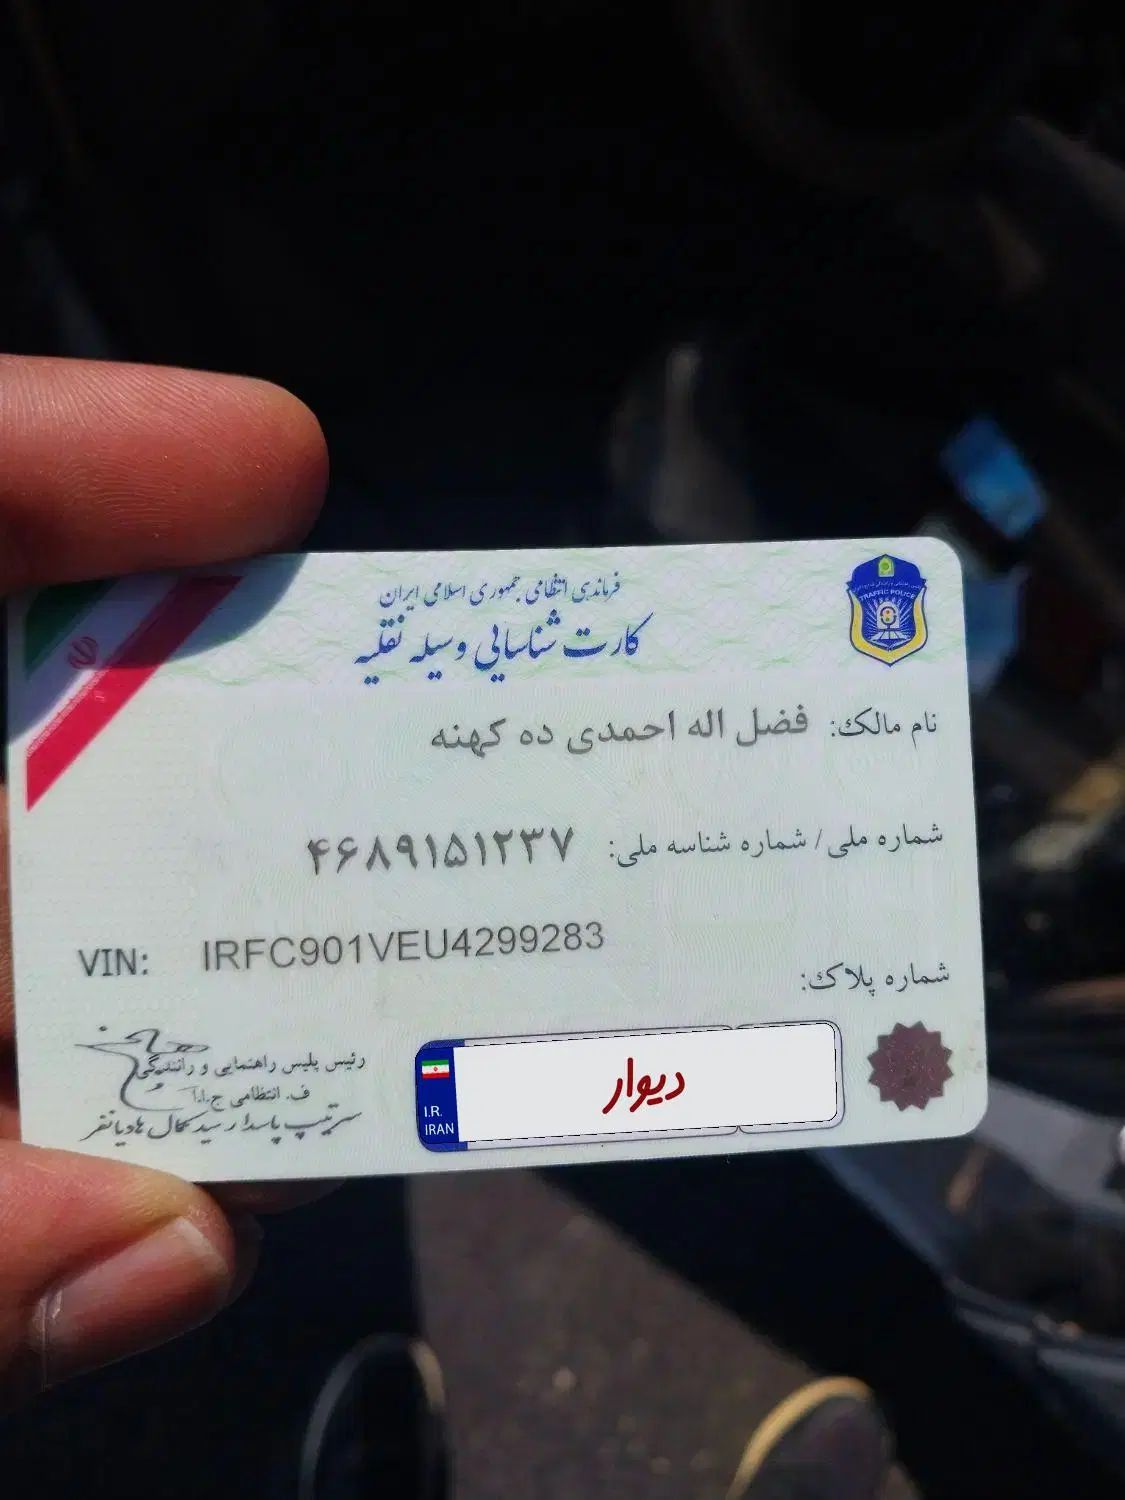 فرماندهی انتظامی جمهوری اسلامی ایران
کارت شناسایی وسیله نقلیه
TRAFFIC POLICE
نام مالک: فضل اله احمدی ده کهنه
شماره ملی / شماره شناسه ملی: ۴۶۸۹۱۵۱۲۳۷
VIN: IRFC901VEU4299283
شماره پلاک:
I.R.
IRAN
دیوار
رئیس پلیس راهنمایی و رانندگی
ف. انتظامی ج.ا.ا
سرتیپ پاسدار سید کمال هادیانفر